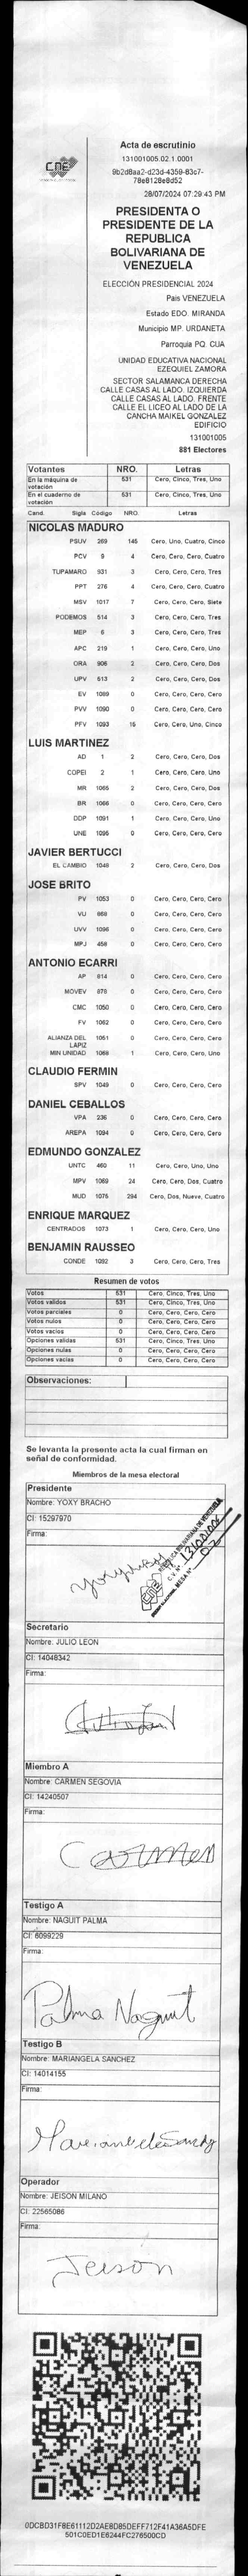 CNE
Acta de escrutinio
131001005.02.1.0001
9b2d8aa2-d23d-4359-83c7-
78e8128e8d52
28/07/2024 07:29:43 PM
PRESIDENTA O
PRESIDENTE DE LA
REPUBLICA
BOLIVARIANA DE
VENEZUELA
ELECCIÓN PRESIDENCIAL 2024
Pais VENEZUELA
Estado EDO. MIRANDA
Municipio MP. URDANETA
Parroquia PQ. CUA
UNIDAD EDUCATIVA NACIONAL
EZEQUIEL ZAMORA
SECTOR SALAMANCA DERECHA
CALLE CASAS AL LADO. IZQUIERDA
CALLE CASAS AL LADO. FRENTE
CALLE EL LICEO AL LADO DE LA
CANCHA MAIKEL GONZALEZ
EDIFICIO
131001005
881 Electores
Votantes NRO. Letras
En la máquina de votación 531 Cero, Cinco, Tres, Uno
En el cuaderno de votación 531 Cero, Cinco, Tres, Uno
Cand. Sigla Código NRO. Letras
NICOLAS MADURO
PSUV 269 145 Cero, Uno, Cuatro, Cinco
PCV 9 4 Cero, Cero, Cero, Cuatro
TUPAMARO 931 3 Cero, Cero, Cero, Tres
PPT 276 4 Cero, Cero, Cero, Cuatro
MSV 1017 7 Cero, Cero, Cero, Siete
PODEMOS 514 3 Cero, Cero, Cero, Tres
MEP 6 3 Cero, Cero, Cero, Tres
APC 219 1 Cero, Cero, Cero, Uno
ORA 906 2 Cero, Cero, Cero, Dos
UPV 513 2 Cero, Cero, Cero, Dos
EV 1089 0 Cero, Cero, Cero, Cero
PVV 1090 0 Cero, Cero, Cero, Cero
PFV 1093 15 Cero, Cero, Uno, Cinco
LUIS MARTINEZ
AD 1 2 Cero, Cero, Cero, Dos
COPEI 2 1 Cero, Cero, Cero, Uno
MR 1065 2 Cero, Cero, Cero, Dos
BR 1066 0 Cero, Cero, Cero, Cero
DDP 1091 1 Cero, Cero, Cero, Uno
UNE 1095 0 Cero, Cero, Cero, Cero
JAVIER BERTUCCI
EL CAMBIO 1048 2 Cero, Cero, Cero, Dos
JOSE BRITO
PV 1053 0 Cero, Cero, Cero, Cero
VU 868 0 Cero, Cero, Cero, Cero
UVV 1096 0 Cero, Cero, Cero, Cero
MPJ 458 0 Cero, Cero, Cero, Cero
ANTONIO ECARRI
AP 814 0 Cero, Cero, Cero, Cero
MOVEV 876 0 Cero, Cero, Cero, Cero
CMC 1050 0 Cero, Cero, Cero, Cero
FV 1062 0 Cero, Cero, Cero, Cero
ALIANZA DEL LAPIZ 1051 0 Cero, Cero, Cero, Cero
MIN UNIDAD 1068 1 Cero, Cero, Cero, Uno
CLAUDIO FERMIN
SPV 1049 0 Cero, Cero, Cero, Cero
DANIEL CEBALLOS
VPA 236 0 Cero, Cero, Cero, Cero
AREPA 1094 0 Cero, Cero, Cero, Cero
EDMUNDO GONZALEZ
UNTC 460 11 Cero, Cero, Uno, Uno
MPV 1069 24 Cero, Cero, Dos, Cuatro
MUD 1075 294 Cero, Dos, Nueve, Cuatro
ENRIQUE MARQUEZ
CENTRADOS 1073 1 Cero, Cero, Cero, Uno
BENJAMIN RAUSSEO
CONDE 1092 3 Cero, Cero, Cero, Tres
Resumen de votos
Votos 531 Cero, Cinco, Tres, Uno
Votos validos 531 Cero, Cinco, Tres, Uno
Votos parciales 0 Cero, Cero, Cero, Cero
Votos nulos 0 Cero, Cero, Cero, Cero
Votos vacios 0 Cero, Cero, Cero, Cero
Opciones validas 531 Cero, Cinco, Tres, Uno
Opciones nulas 0 Cero, Cero, Cero, Cero
Opciones vacias 0 Cero, Cero, Cero, Cero
Observaciones:
Se levanta la presente acta la cual firman en
señal de conformidad.
Miembros de la mesa electoral
Presidente
Nombre: YOXY BRACHO
CI: 15297970
Firma:
CNE REPÚBLICA BOLIVARIANA DE VENEZUELA
C.V. Nº 131001005
MESA Nº 02
Secretario
Nombre: JULIO LEON
CI: 14048342
Firma:
Miembro A
Nombre: CARMEN SEGOVIA
CI: 14240507
Firma:
Carmen
Testigo A
Nombre: NAGUIT PALMA
CI: 6099229
Firma:
Palma Naguit
Testigo B
Nombre: MARIANGELA SANCHEZ
CI: 14014155
Firma:
Operador
Nombre: JEISON MILANO
CI: 22565086
Firma:
Jeison
0DCBD31F8E61112D2AE8D85DEFF712F41A36A5DFE
501C0ED1E6244FC276500CD